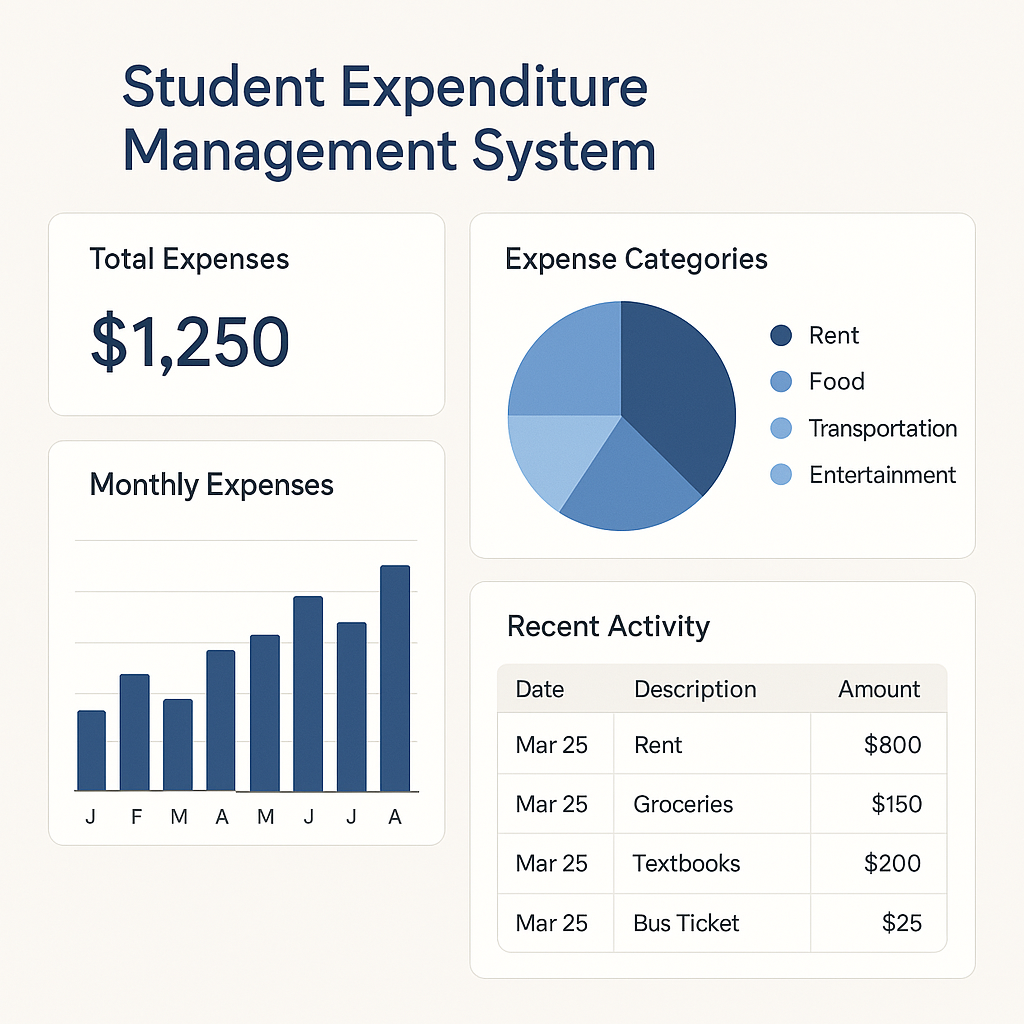 Student Expenditure
Management System
Total Expenses
$1,250
Expense Categories
Rent
Food
Transportation
Entertainment
Monthly Expenses
J F M A M J J A
Recent Activity
Date Description Amount
Mar 25 Rent $800
Mar 25 Groceries $150
Mar 25 Textbooks $200
Mar 25 Bus Ticket $25